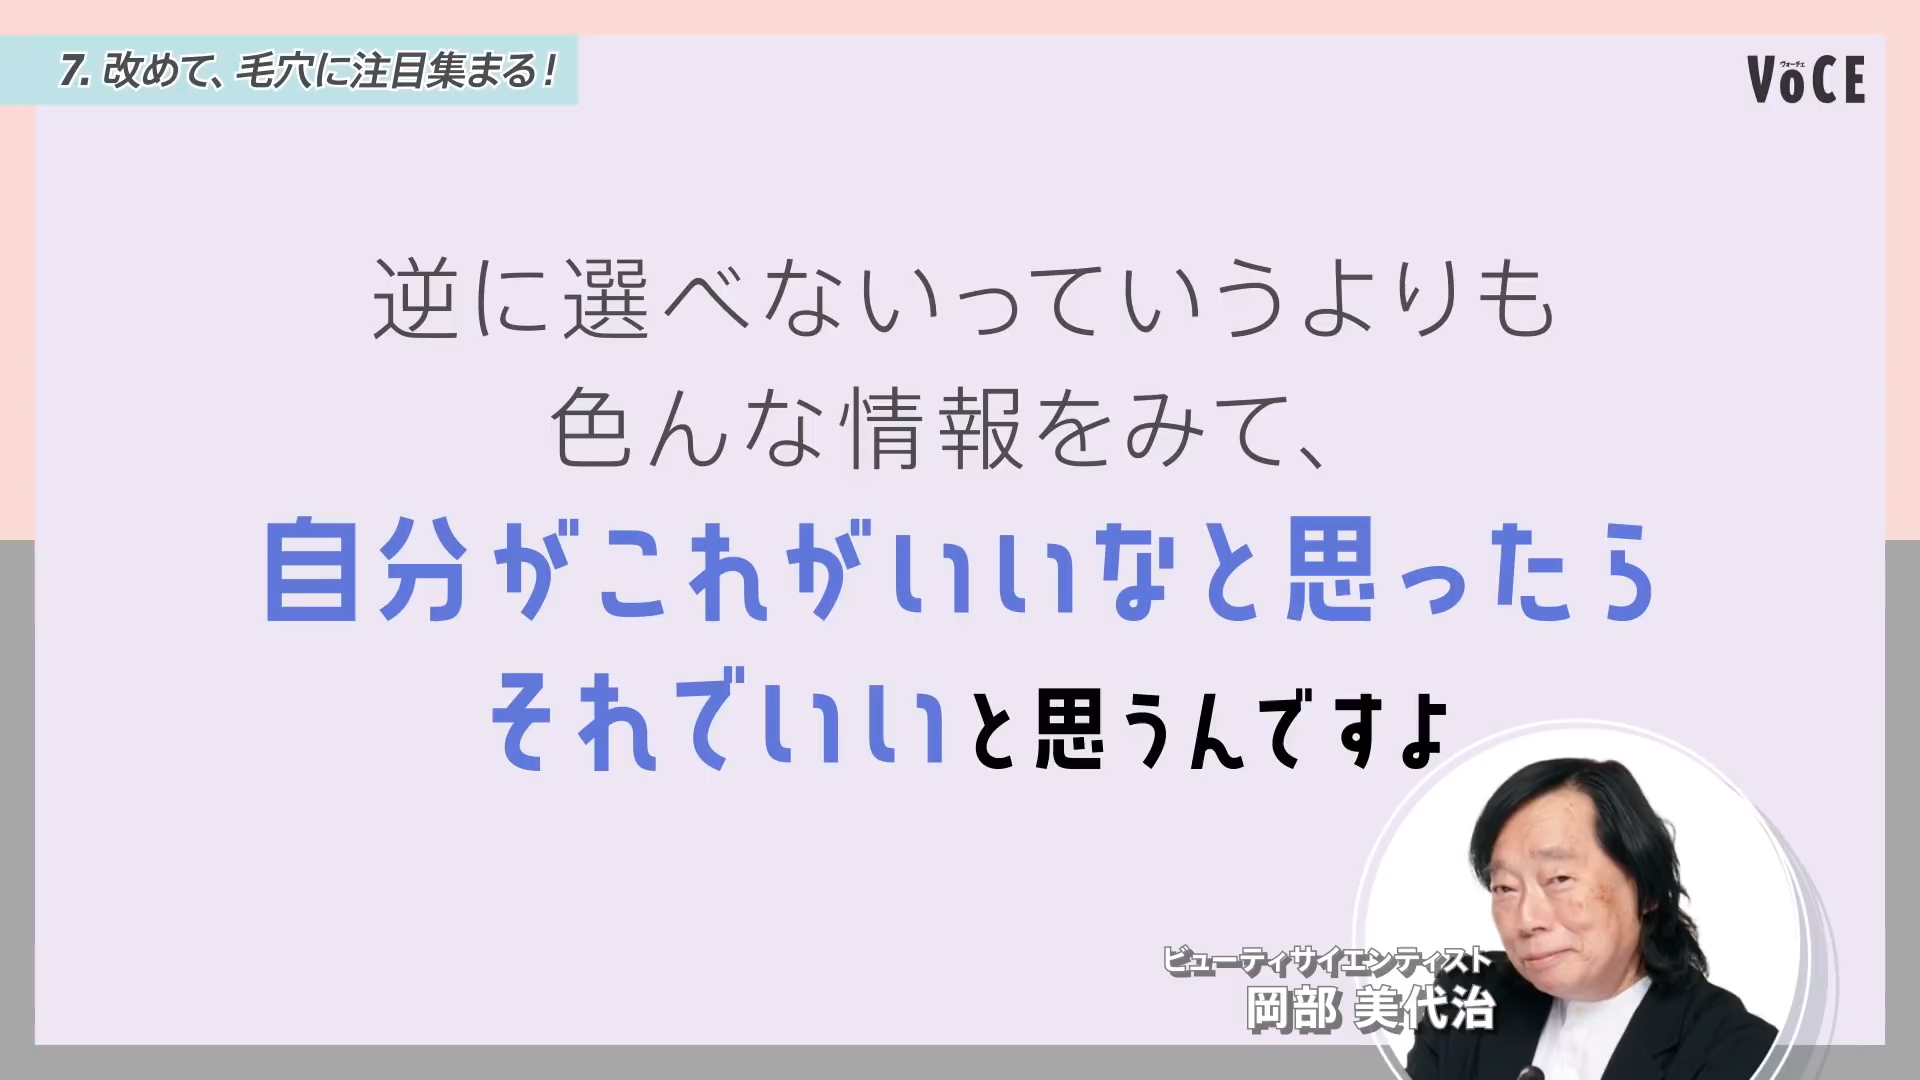 7. 改めて、毛穴に注目集まる！
VoCE
ヴォーチェ
逆に選べないっていうよりも
色んな情報をみて、
自分がこれがいいなと思ったら
それでいいと思うんですよ
ビューティサイエンティスト
岡部 美代治